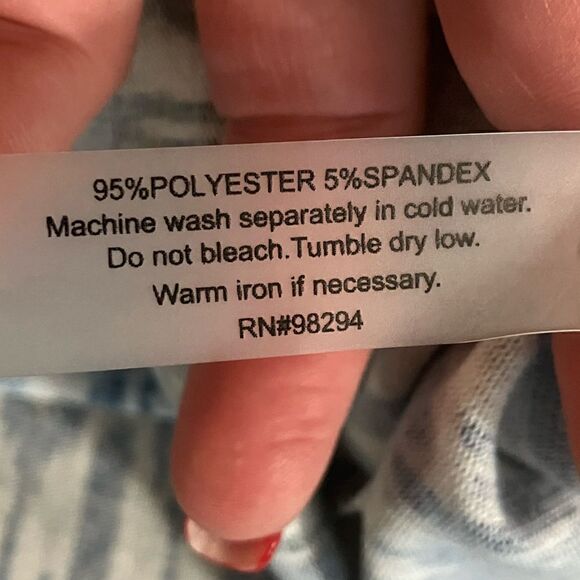 95%POLYESTER 5%SPANDEX
Machine wash separately in cold water.
Do not bleach.Tumble dry low.
Warm iron if necessary.
RN#98294